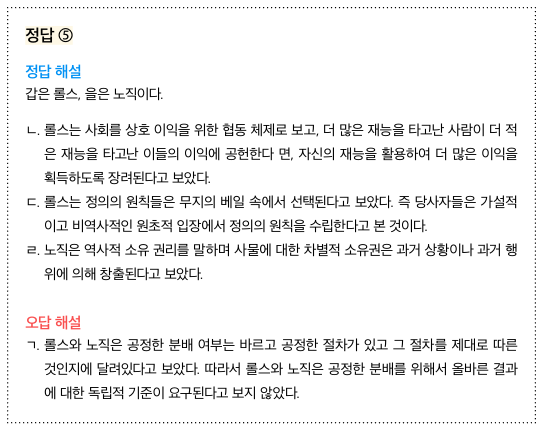 정답 ⑤
정답 해설
갑은 롤스, 을은 노직이다.
ㄴ. 롤스는 사회를 상호 이익을 위한 협동 체제로 보고, 더 많은 재능을 타고난 사람이 더 적
은 재능을 타고난 이들의 이익에 공헌한다 면, 자신의 재능을 활용하여 더 많은 이익을
획득하도록 장려된다고 보았다.
ㄷ. 롤스는 정의의 원칙들은 무지의 베일 속에서 선택된다고 보았다. 즉 당사자들은 가설적
이고 비역사적인 원초적 입장에서 정의의 원칙을 수립한다고 본 것이다.
ㄹ. 노직은 역사적 소유 권리를 말하며 사물에 대한 차별적 소유권은 과거 상황이나 과거 행
위에 의해 창출된다고 보았다.
오답 해설
ㄱ. 롤스와 노직은 공정한 분배 여부는 바르고 공정한 절차가 있고 그 절차를 제대로 따른
것인지에 달려있다고 보았다. 따라서 롤스와 노직은 공정한 분배를 위해서 올바른 결과
에 대한 독립적 기준이 요구된다고 보지 않았다.